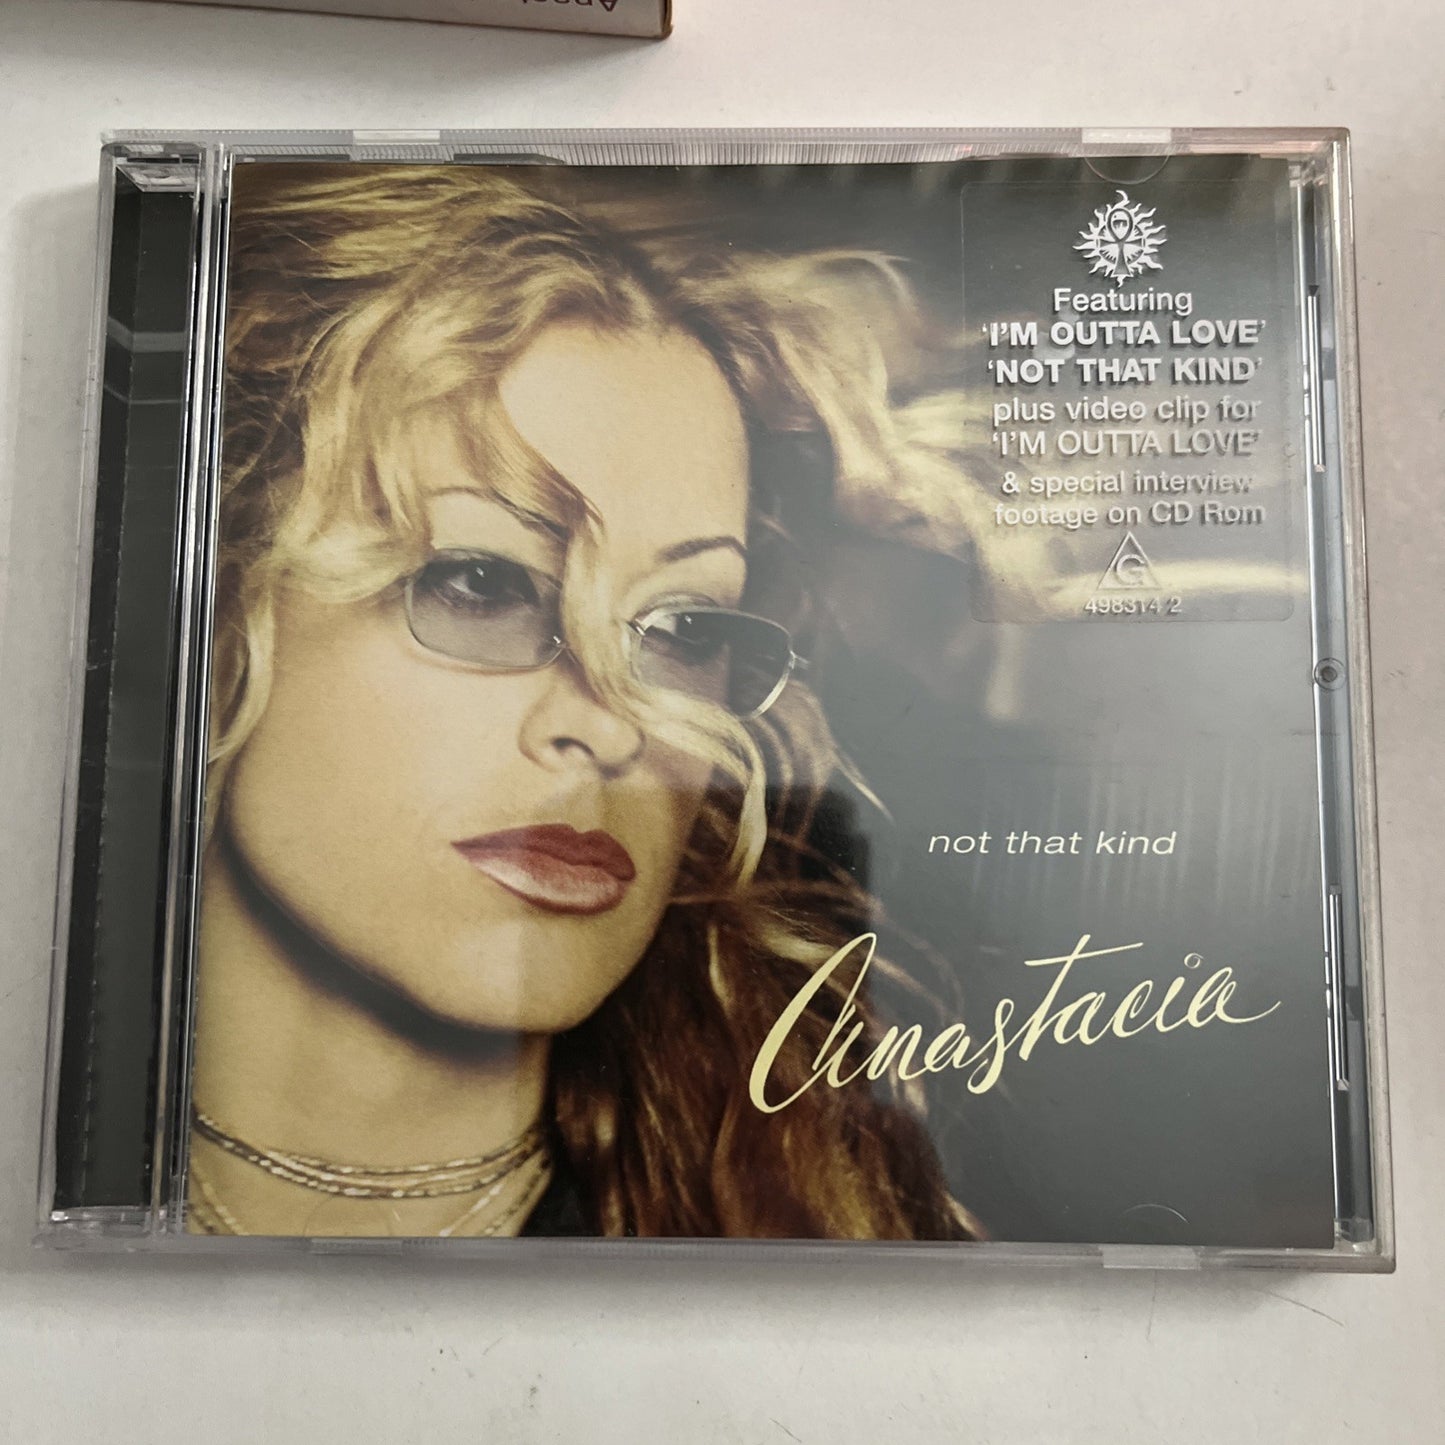 Featuring
‘I'M OUTTA LOVE’
‘NOT THAT KIND’
plus video clip for
‘I'M OUTTA LOVE’
& special interview
footage on CD Rom
G
498314 2
not that kind
Anastacia